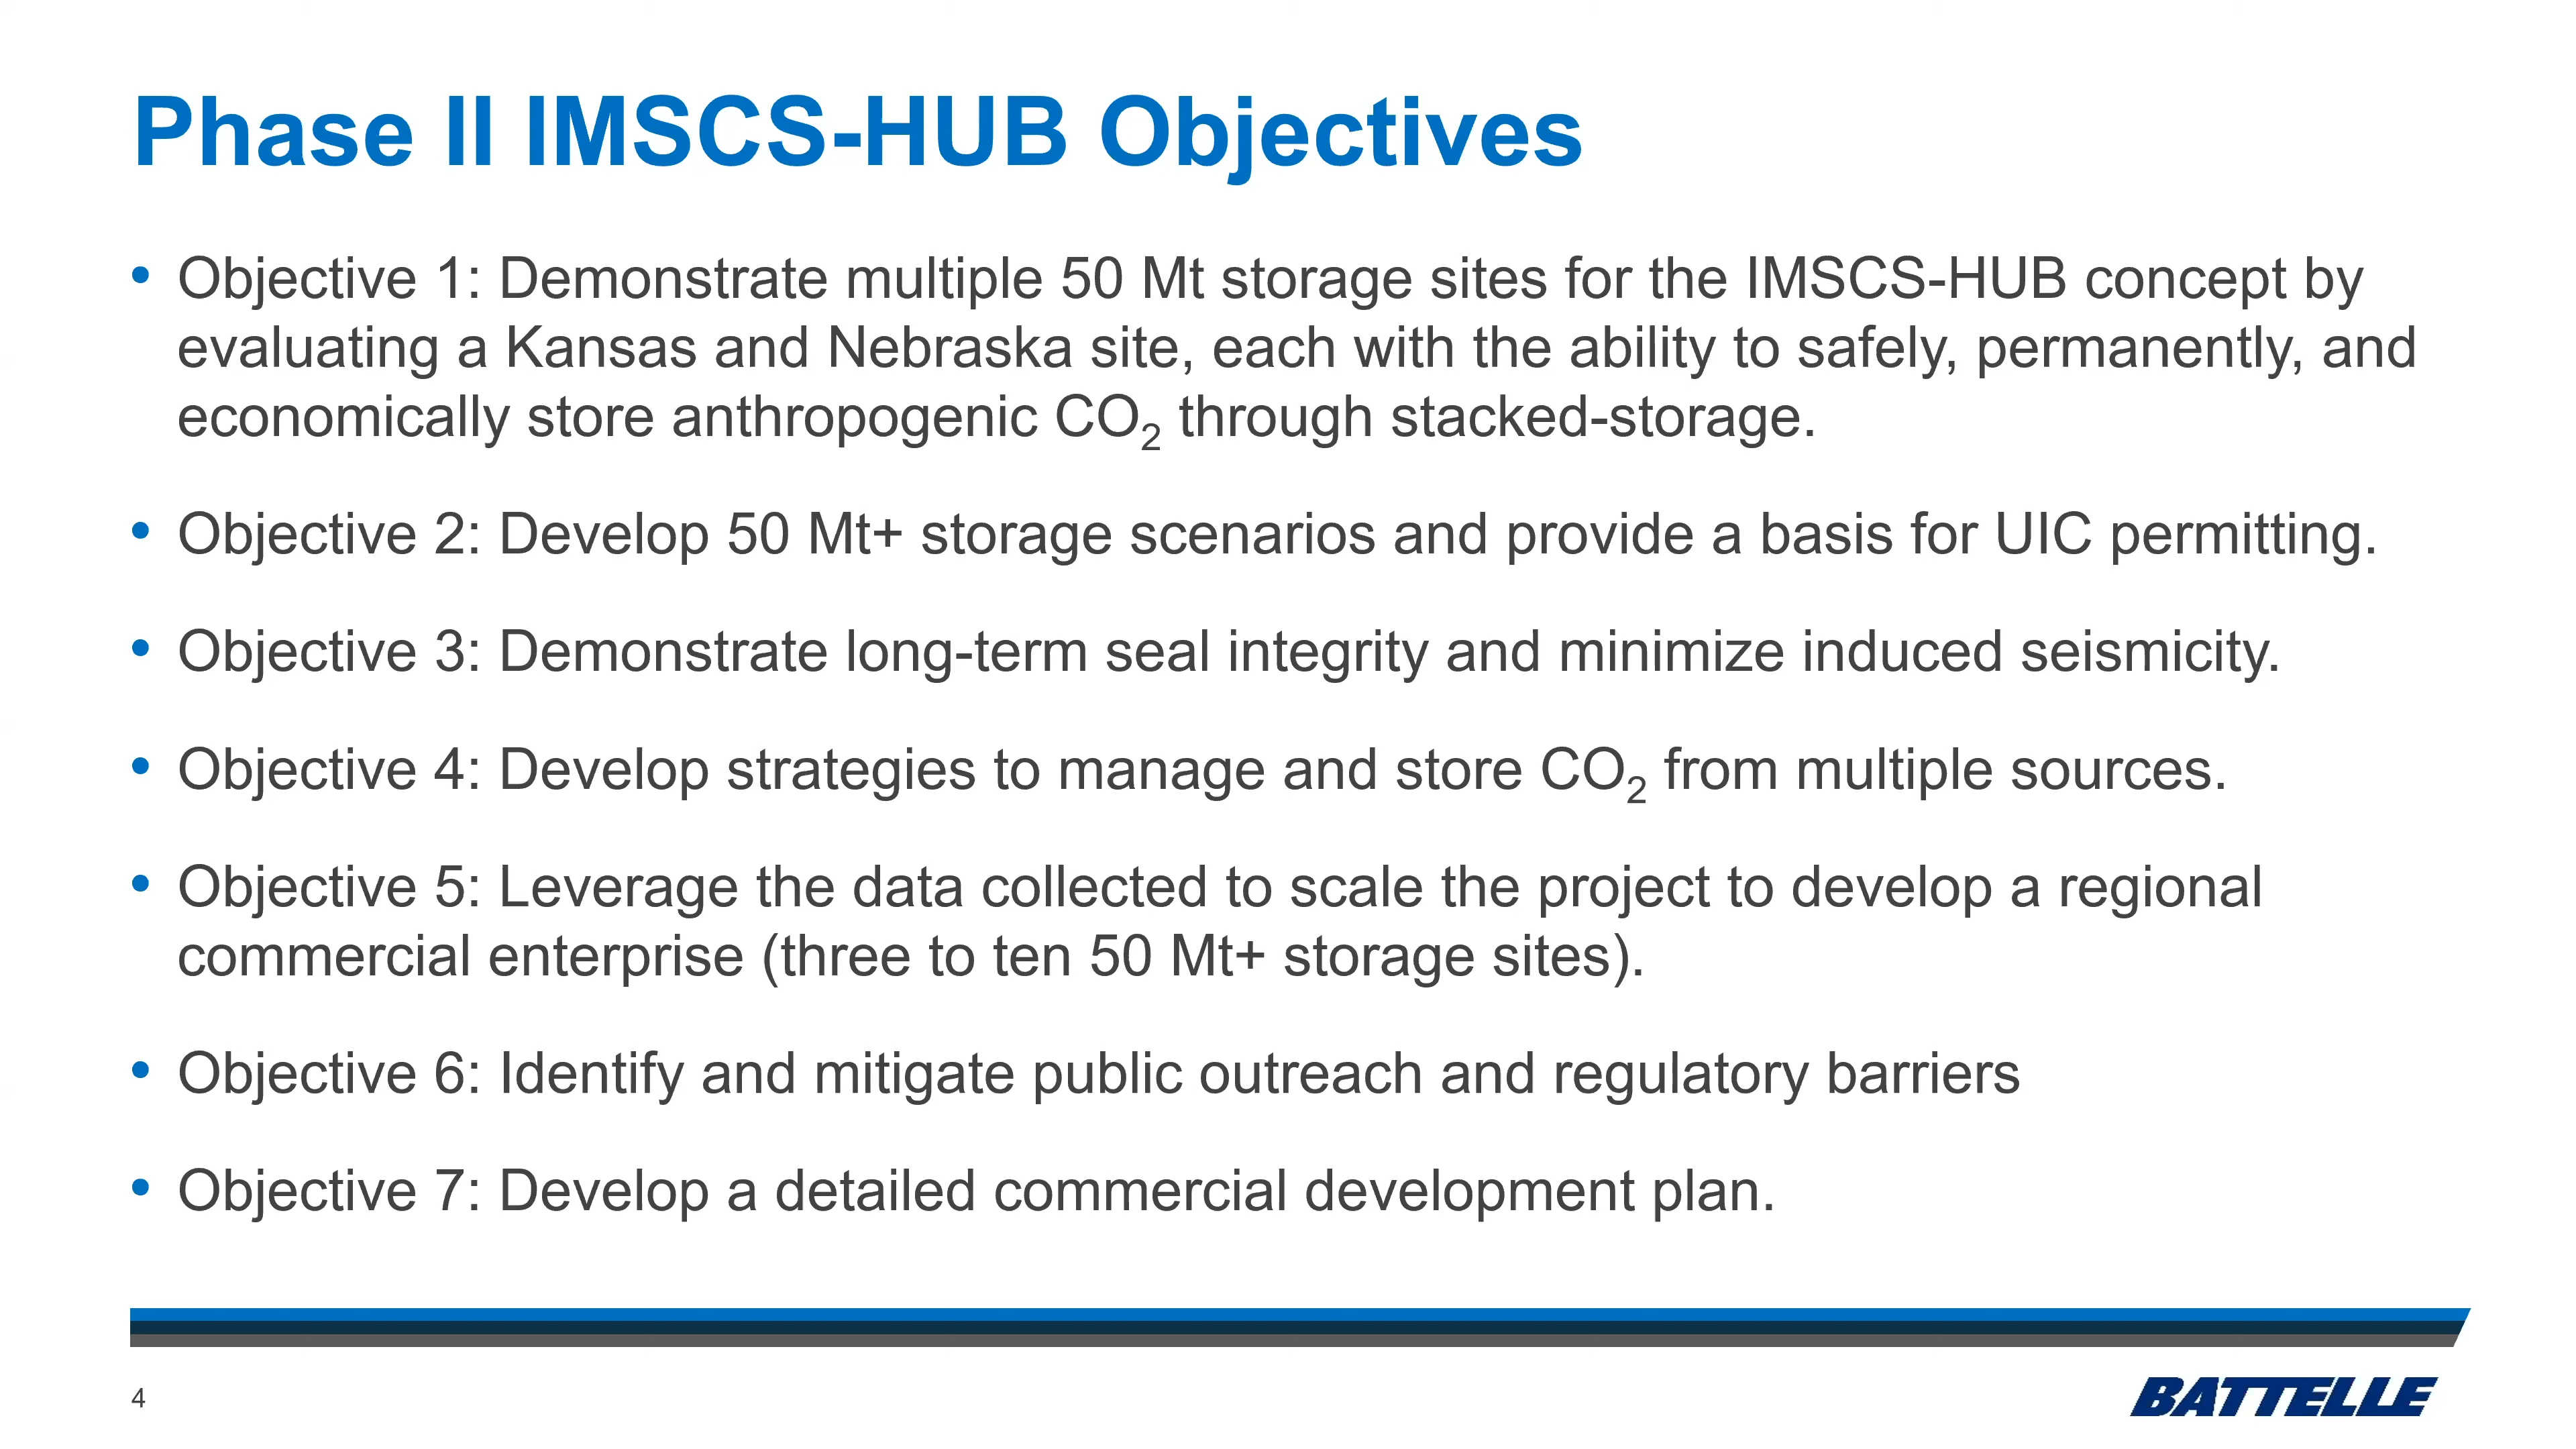 Phase II IMSCS-HUB Objectives
• Objective 1: Demonstrate multiple 50 Mt storage sites for the IMSCS-HUB concept by
evaluating a Kansas and Nebraska site, each with the ability to safely, permanently, and
economically store anthropogenic CO₂ through stacked-storage.
• Objective 2: Develop 50 Mt+ storage scenarios and provide a basis for UIC permitting.
• Objective 3: Demonstrate long-term seal integrity and minimize induced seismicity.
• Objective 4: Develop strategies to manage and store CO₂ from multiple sources.
• Objective 5: Leverage the data collected to scale the project to develop a regional
commercial enterprise (three to ten 50 Mt+ storage sites).
• Objective 6: Identify and mitigate public outreach and regulatory barriers
• Objective 7: Develop a detailed commercial development plan.
4
BATTELLE